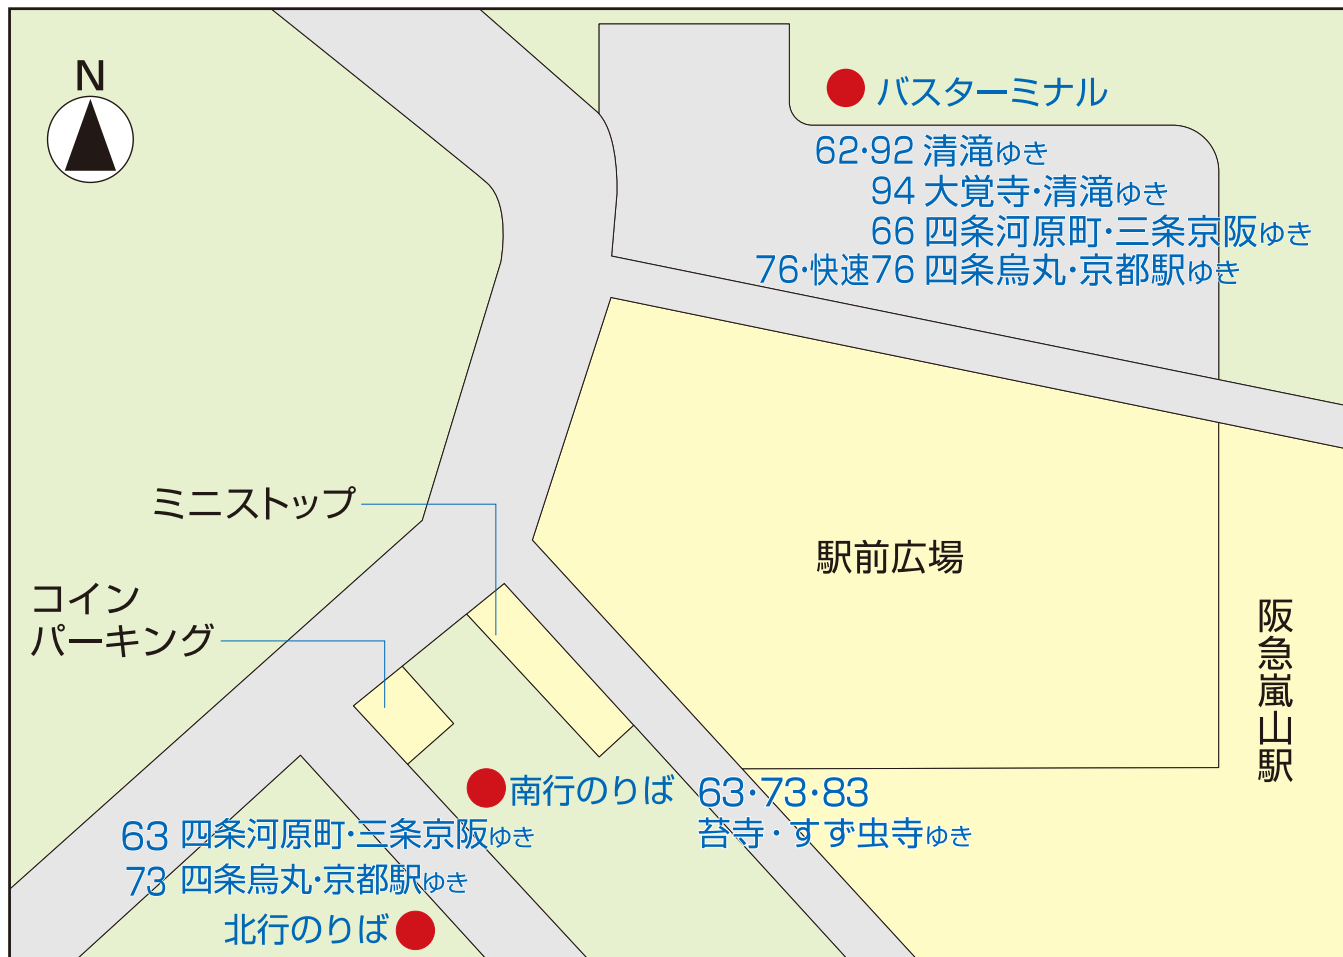 N
バスターミナル
62・92 清滝ゆき
94 大覚寺・清滝ゆき
66 四条河原町・三条京阪ゆき
76・快速76 四条烏丸・京都駅ゆき
ミニストップ
駅前広場
コイン
パーキング
阪急嵐山駅
南行のりば
63・73・83
苔寺・すず虫寺ゆき
63 四条河原町・三条京阪ゆき
73 四条烏丸・京都駅ゆき
北行のりば